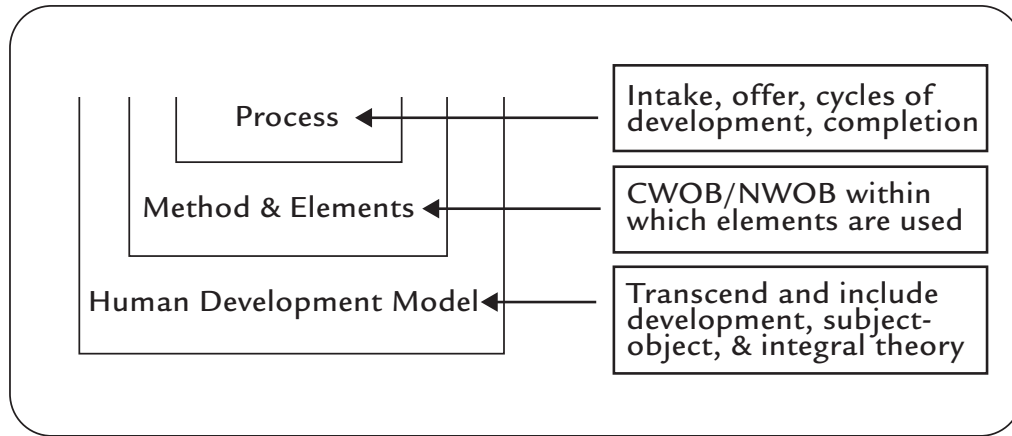 Process
Intake, offer, cycles of
development, completion
Method & Elements
CWOB/NWOB within
which elements are used
Human Development Model
Transcend and include
development, subject-
object, & integral theory